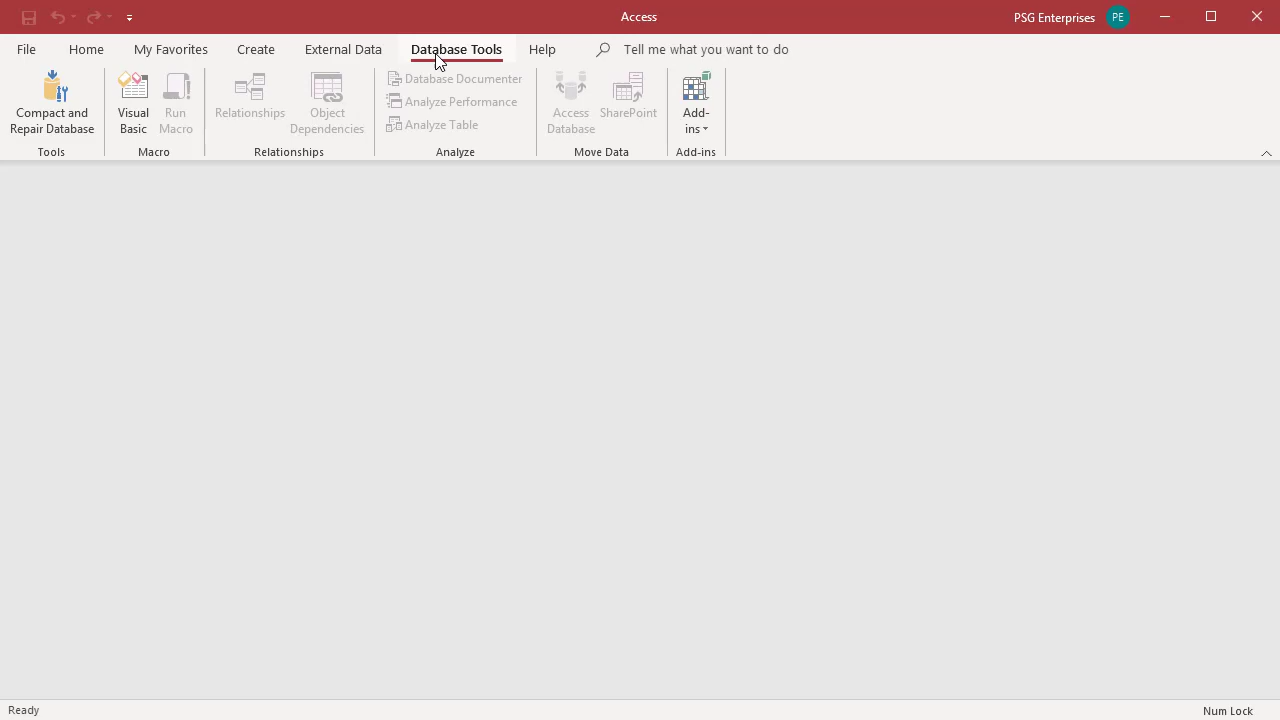 Access
PSG Enterprises PE
File Home My Favorites Create External Data Database Tools Help Tell me what you want to do
Compact and
Repair Database
Tools
Visual
Basic
Run
Macro
Macro
Relationships
Object
Dependencies
Relationships
Database Documenter
Analyze Performance
Analyze Table
Analyze
Access
Database
SharePoint
Move Data
Add-
ins
Add-ins
Ready
Num Lock